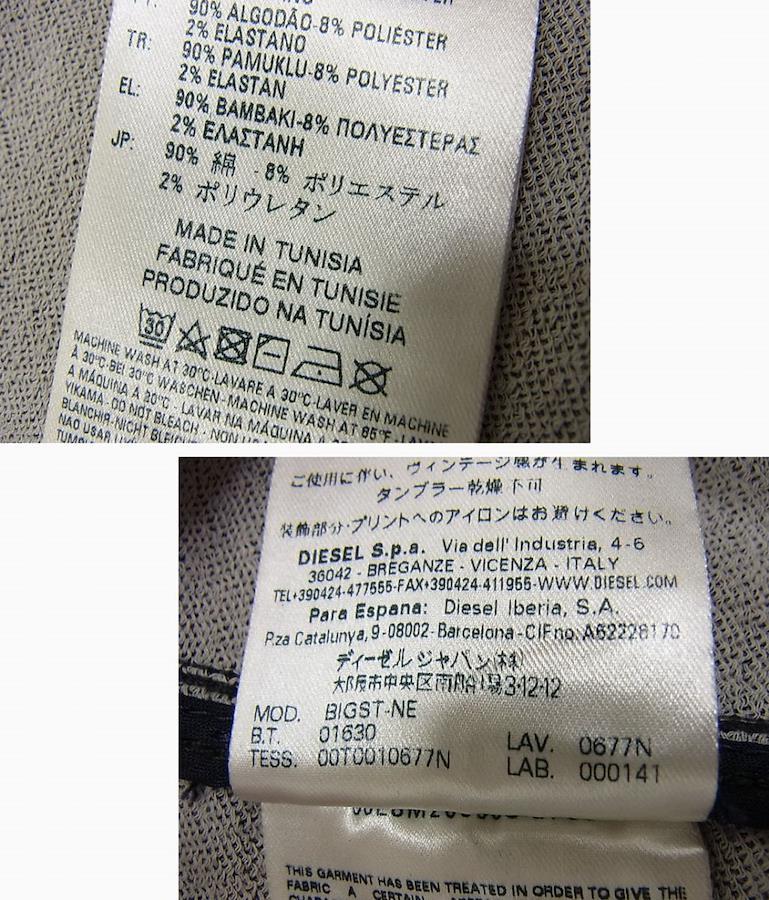 90% ALGODÃO-8% POLIÉSTER
2% ELASTANO
TR: 90% PAMUKLU-8% POLYESTER
2% ELASTAN
EL: 90% BAMBAKI-8% ΠΟΛΥΕΣΤΕΡΑΣ
2% ΕΛΑΣΤΑΝΗ
JP: 90% 綿 -8% ポリエステル
2% ポリウレタン
MADE IN TUNISIA
FABRIQUÉ EN TUNISIE
PRODUZIDO NA TUNÍSIA
30
MACHINE WASH AT 30°C-LAVARE A 30°C-LAVER EN MACHINE
À 30°C-BEI 30°C WASCHEN-MACHINE WASH AT 85°F-
A MÁQUINA A 30°C - LAVAR NA MÁQUINA A
YIKAMA-DO NOT BLEACH-NON
BLANCHIR-NICHT
NAO USAR
ご使用に伴い、ヴィンテージ感が生まれます。
タンブラー乾燥不可
装飾部分・プリントへのアイロンはお避けください。
DIESEL S.p.a. Via dell' Industria, 4-6
36042 - BREGANZE - VICENZA - ITALY
TEL+390424-477555-FAX+390424-411955-WWW.DIESEL.COM
Para Espana: Diesel Iberia, S.A.
P.za Catalunya, 9-08002-Barcelona-CIF no. A62228170
ディーゼルジャパン(株)
大阪市中央区南船場3-12-12
MOD. BIGST-NE
B.T. 01630
TESS. 00T0010677N
LAV. 0677N
LAB. 000141
THIS GARMENT HAS BEEN TREATED IN ORDER TO GIVE THE
FABRIC A CERTAIN